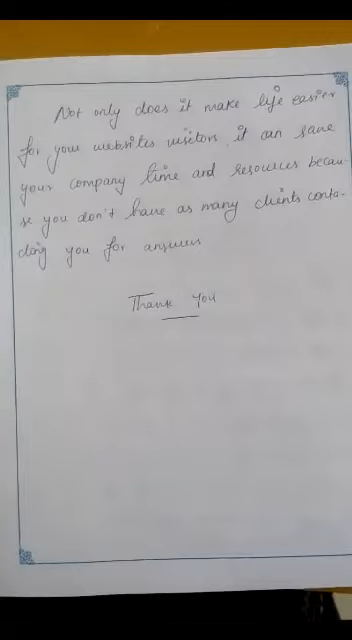 Not only does it make life easier
for your websites visitors, it can save
your company time and resources becau-
se you don't have as many clients conta-
cting you for answers
Thank You